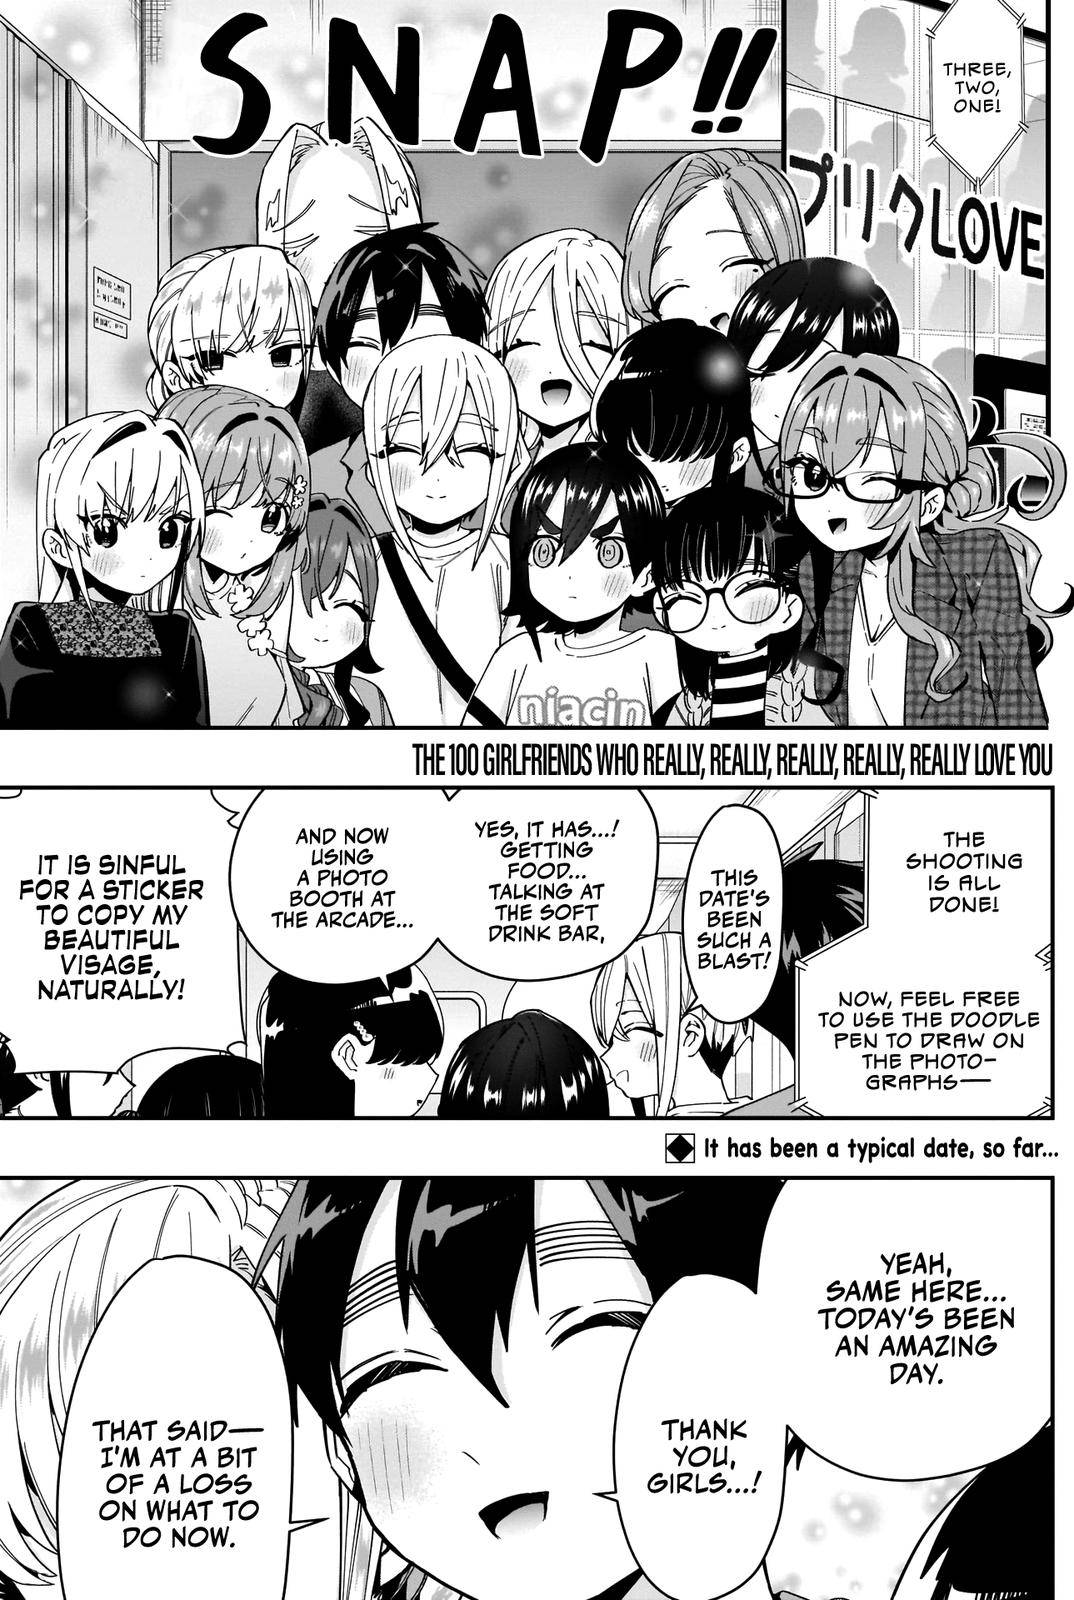 THREE,
TWO,
ONE!
SNAP!!
プリクLOVE
niacin
THE 100 GIRLFRIENDS WHO REALLY, REALLY, REALLY, REALLY, REALLY LOVE YOU
THE
SHOOTING
IS ALL
DONE!
NOW, FEEL FREE
TO USE THE DOODLE
PEN TO DRAW ON
THE PHOTO-
GRAPHS—
THIS
DATE'S
BEEN
SUCH A
BLAST!
YES, IT HAS...!
GETTING
FOOD...
TALKING AT
THE SOFT
DRINK BAR,
AND NOW
USING
A PHOTO
BOOTH AT
THE ARCADE...
IT IS SINFUL
FOR A STICKER
TO COPY MY
BEAUTIFUL
VISAGE,
NATURALLY!
It has been a typical date, so far...
YEAH,
SAME HERE...
TODAY'S BEEN
AN AMAZING
DAY.
THANK
YOU,
GIRLS...!
THAT SAID—
I'M AT A BIT
OF A LOSS
ON WHAT TO
DO NOW.